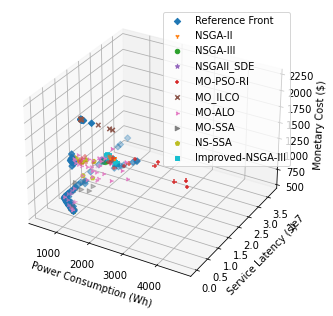 Reference Front
NSGA-II
NSGA-III
NSGAII_SDE
MO-PSO-RI
MO_ILCO
MO-ALO
MO-SSA
NS-SSA
Improved-NSGA-III
2250
2000
1750
1500
1250
1000
750
500
Monetary Cost ($)
1000
2000
3000
4000
Power Consumption (Wh)
0.0
0.5
1.0
1.5
2.0
2.5
3.0
3.5
1e7
Service Latency (s)